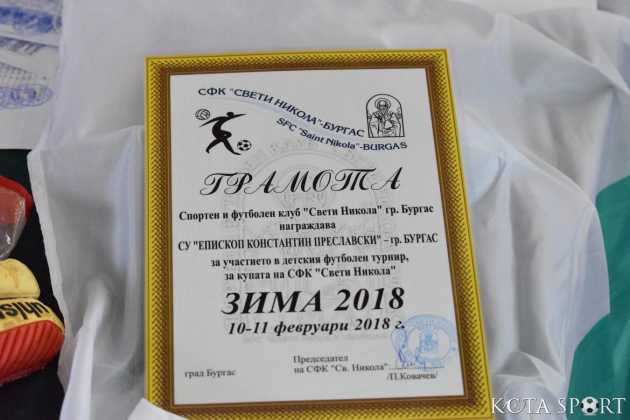 СФК "СВЕТИ НИКОЛА"-БУРГАС
SFC "Saint Nikola"-BURGAS
ГРАМОТА
Спортен и футболен клуб "Свети Никола" гр. Бургас
награждава
СУ "ЕПИСКОП КОНСТАНТИН ПРЕСЛАВСКИ" – гр. БУРГАС
за участието в детския футболен турнир,
за купата на СФК "Свети Никола"
ЗИМА 2018
10-11 февруари 2018 г.
град Бургас
Председател
на СФК "Св. Никола"
/П.Ковачев/
KCTA SPORT